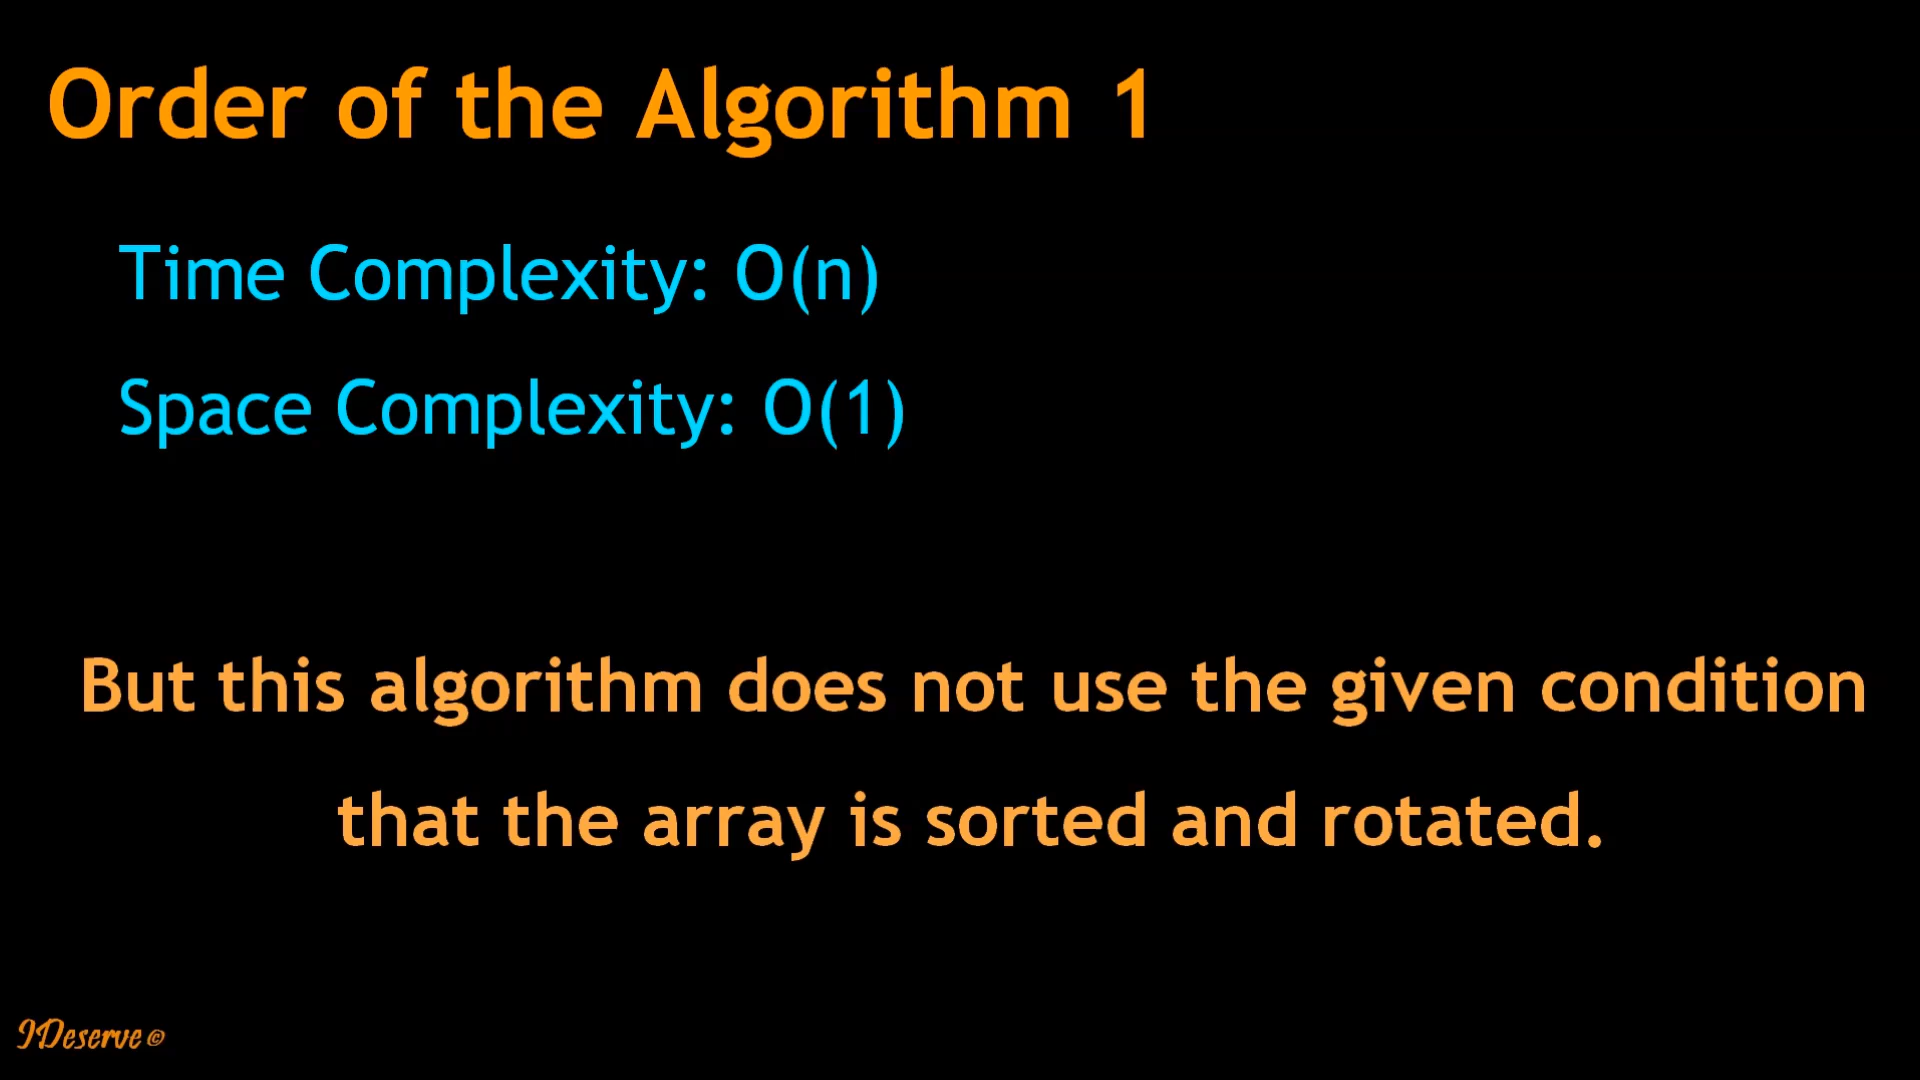 Order of the Algorithm 1
Time Complexity: O(n)
Space Complexity: O(1)
But this algorithm does not use the given condition
that the array is sorted and rotated.
IDeserve ©